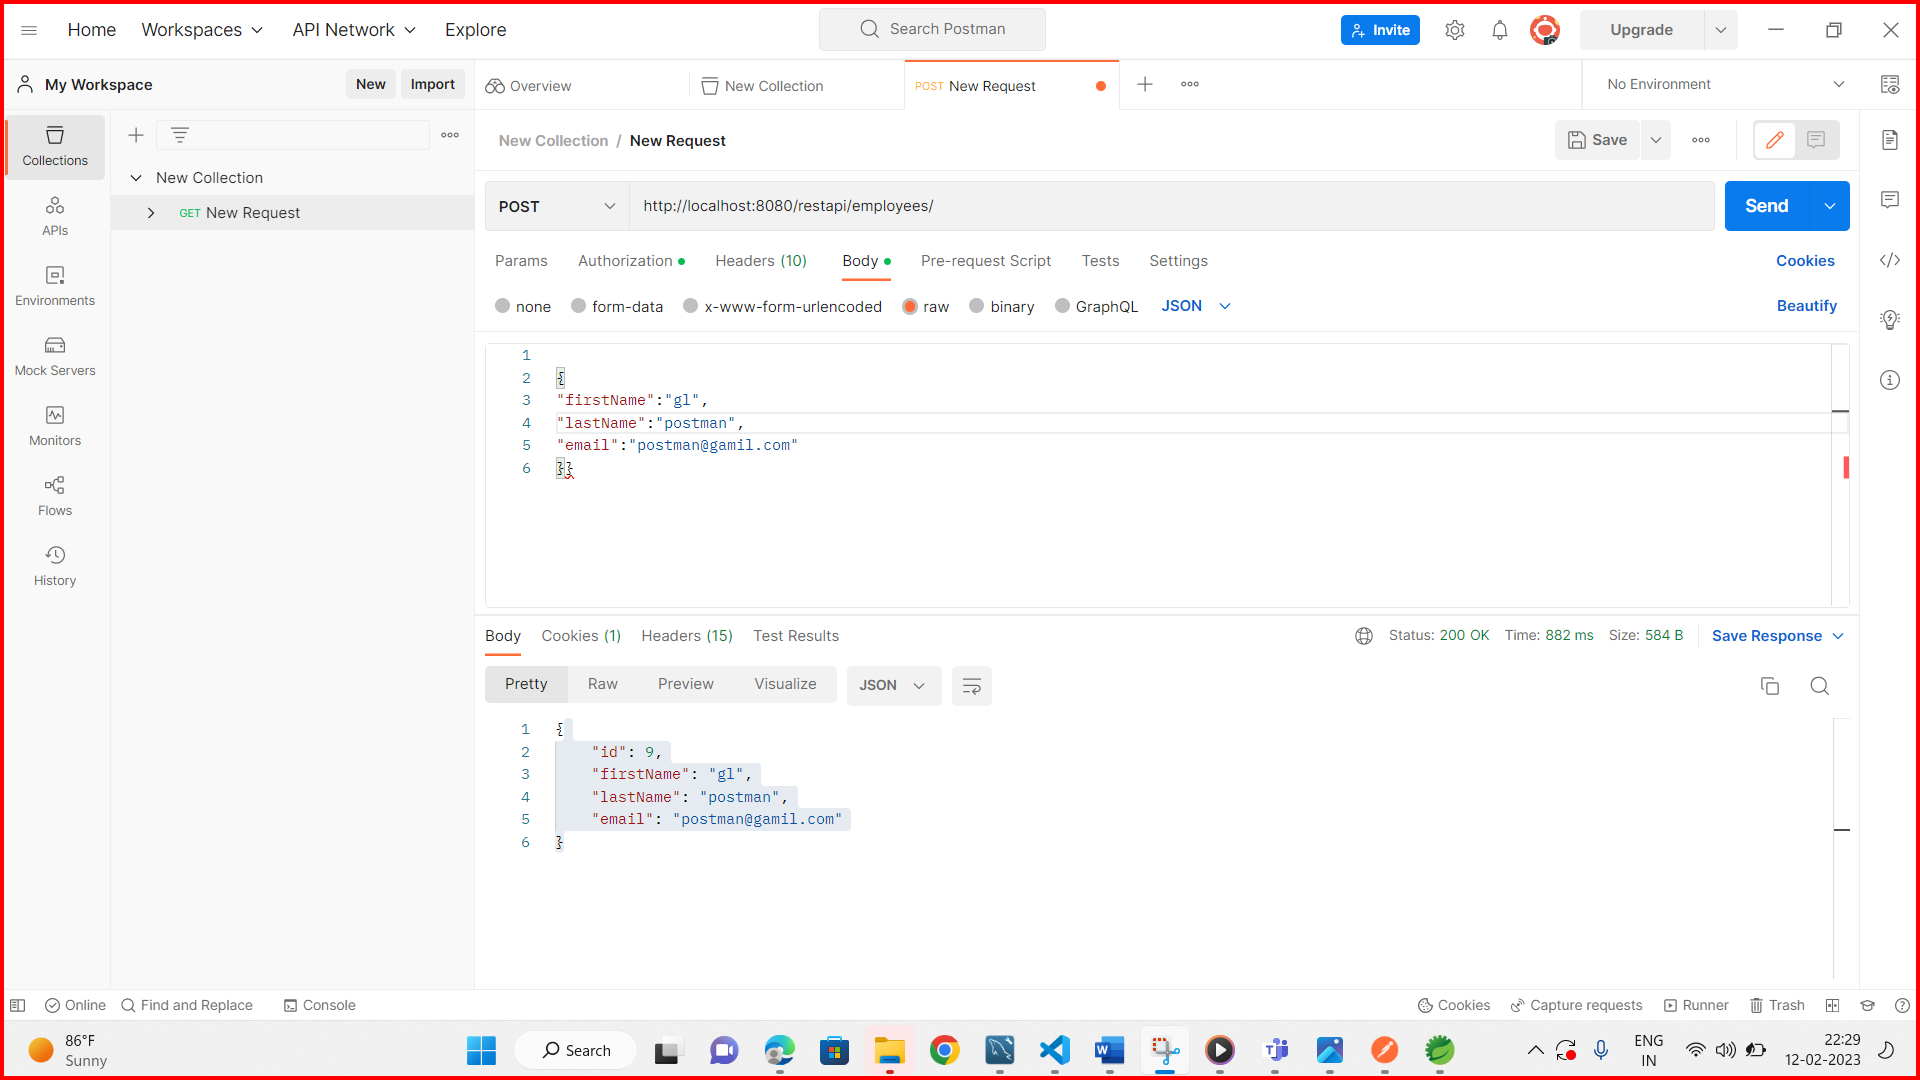 Home Workspaces API Network Explore Search Postman Invite Upgrade
My Workspace New Import Overview New Collection POST New Request No Environment
Collections
APIs
Environments
Mock Servers
Monitors
Flows
History
New Collection
GET New Request
New Collection / New Request Save
POST http://localhost:8080/restapi/employees/ Send
Params Authorization Headers (10) Body Pre-request Script Tests Settings Cookies
none form-data x-www-form-urlencoded raw binary GraphQL JSON Beautify
1
2 {
3 "firstName":"gl",
4 "lastName":"postman",
5 "email":"postman@gamil.com"
6 }}
Body Cookies (1) Headers (15) Test Results Status: 200 OK Time: 882 ms Size: 584 B Save Response
Pretty Raw Preview Visualize JSON
1 {
2 "id": 9,
3 "firstName": "gl",
4 "lastName": "postman",
5 "email": "postman@gamil.com"
6 }
Online Find and Replace Console Cookies Capture requests Runner Trash
86°F
Sunny
Search
ENG
IN
22:29
12-02-2023